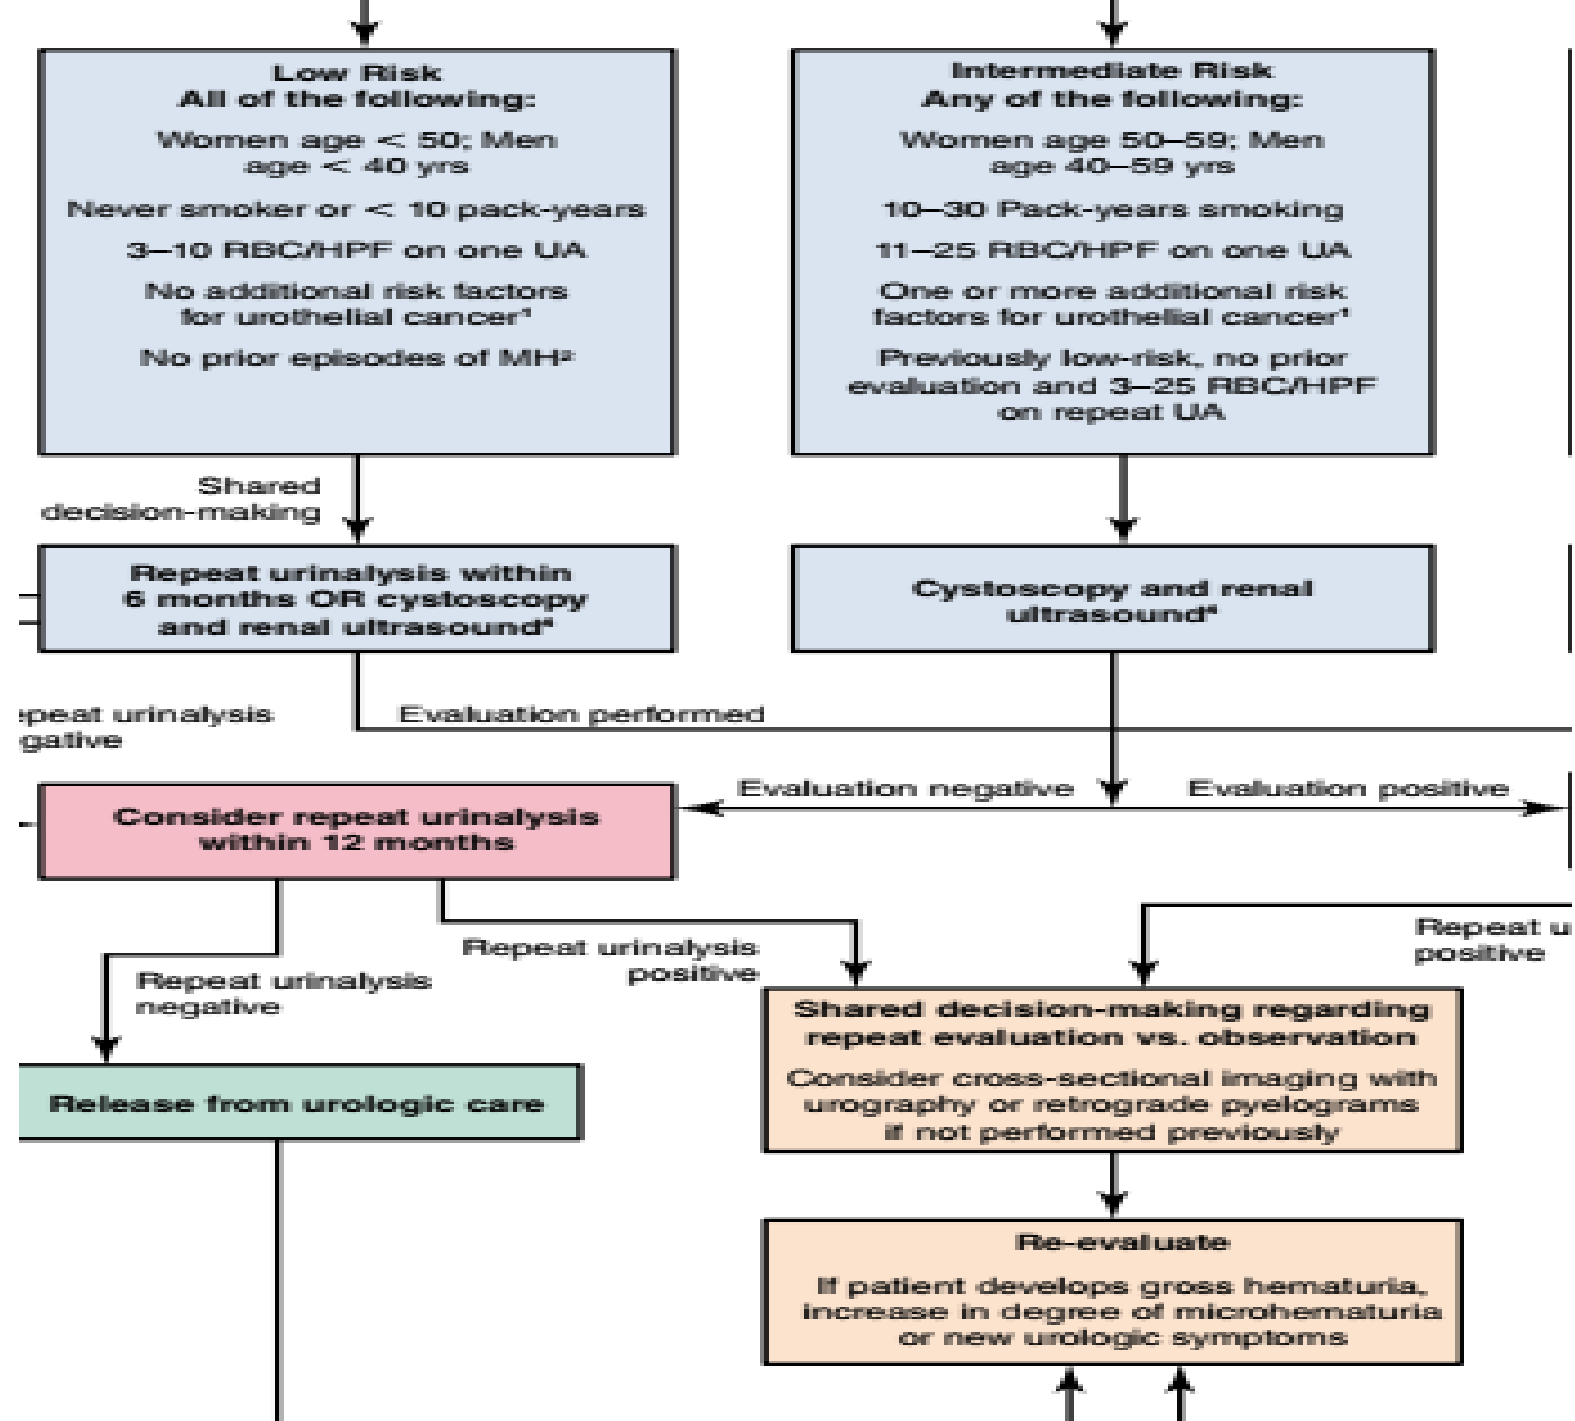 Low Risk
All of the following:
Women age < 50; Men
age < 40 yrs
Never smoker or < 10 pack-years
3–10 RBC/HPF on one UA
No additional risk factors
for urothelial cancer¹
No prior episodes of MH²
Intermediate Risk
Any of the following:
Women age 50–59; Men
age 40–59 yrs
10–30 Pack-years smoking
11–25 RBC/HPF on one UA
One or more additional risk
factors for urothelial cancer¹
Previously low-risk, no prior
evaluation and 3–25 RBC/HPF
on repeat UA
Shared
decision-making
Repeat urinalysis within
6 months OR cystoscopy
and renal ultrasound⁴
Cystoscopy and renal
ultrasound⁴
epeat urinalysis
gative
Evaluation performed
Evaluation negative
Evaluation positive
Consider repeat urinalysis
within 12 months
Repeat urinalysis
negative
Repeat urinalysis
positive
Repeat u
positive
Release from urologic care
Shared decision-making regarding
repeat evaluation vs. observation
Consider cross-sectional imaging with
urography or retrograde pyelograms
if not performed previously
Re-evaluate
If patient develops gross hematuria,
increase in degree of microhematuria
or new urologic symptoms